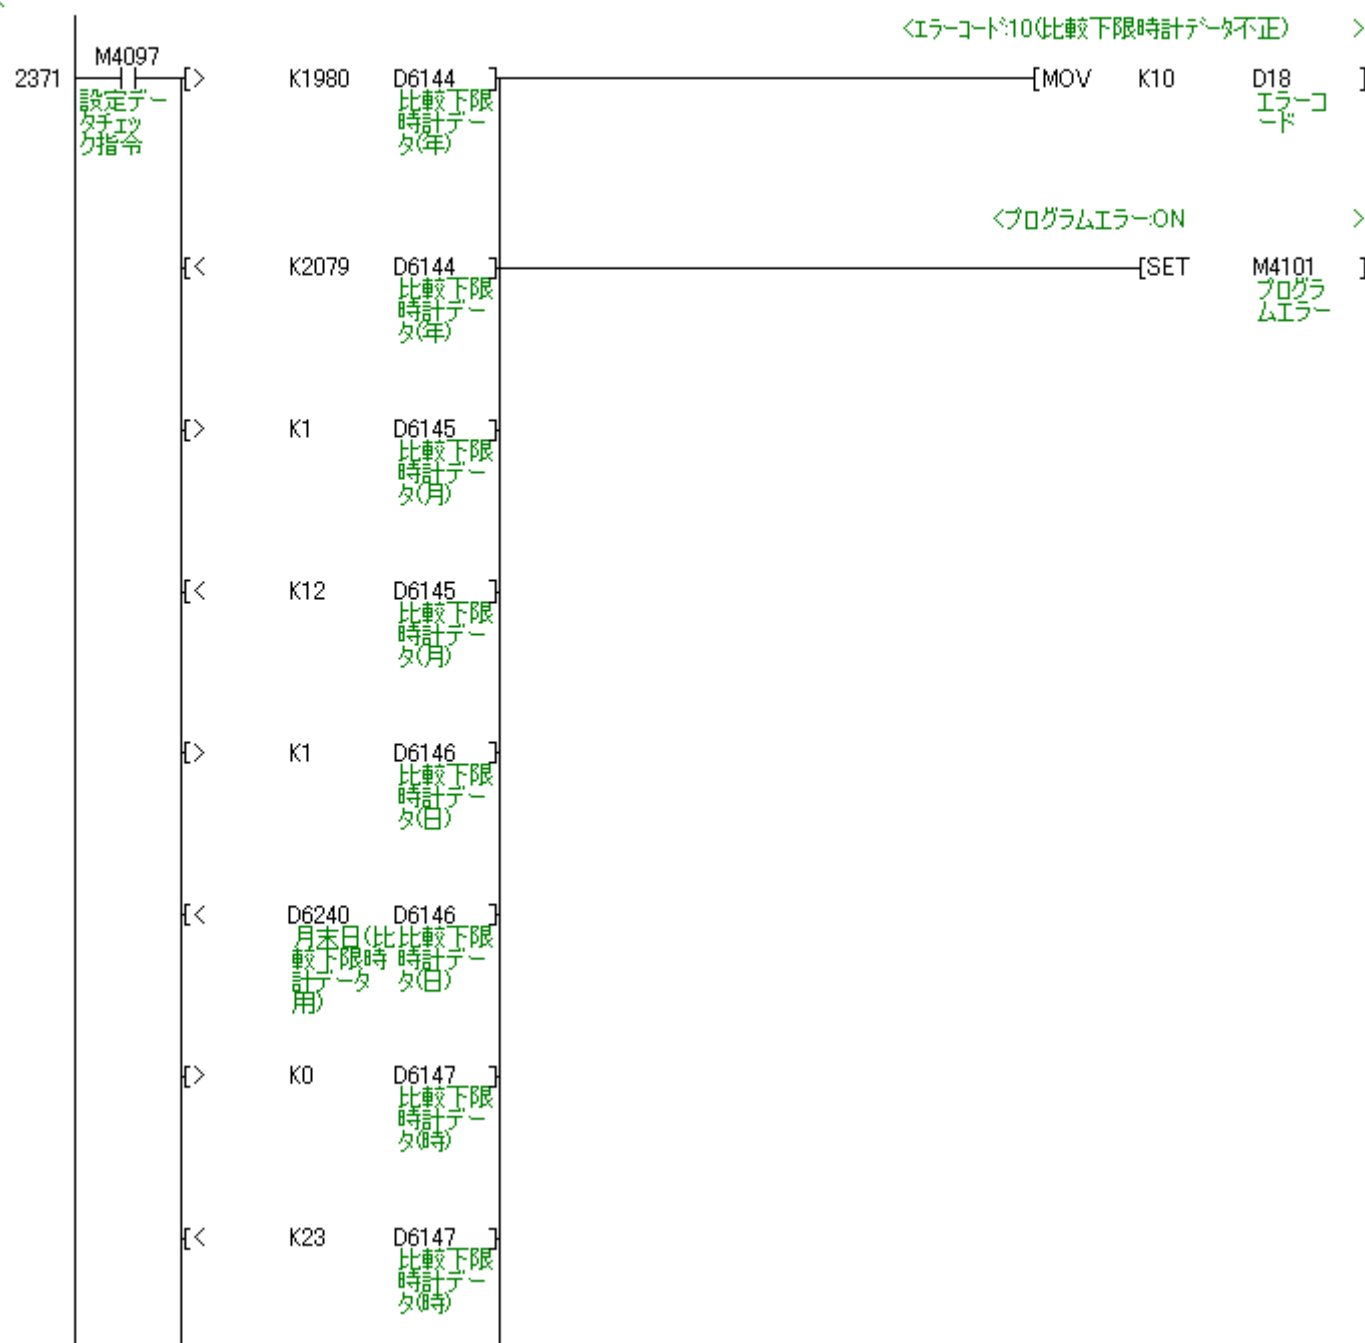 <エラーコード:10(比較下限時計データ不正) >
M4097
2371 [> K1980 D6144 ] [MOV K10 D18 ]
設定デー
タチェッ
ク指令
比較下限
時計デー
タ(年)
エラーコ
ード
<プログラムエラー:ON >
[< K2079 D6144 ] [SET M4101 ]
比較下限
時計デー
タ(年)
プログラ
ムエラー
[> K1 D6145 ]
比較下限
時計デー
タ(月)
[< K12 D6145 ]
比較下限
時計デー
タ(月)
[> K1 D6146 ]
比較下限
時計デー
タ(日)
[< D6240 D6146 ]
月末日(比
較下限時
計データ
用)
比較下限
時計デー
タ(日)
[> K0 D6147 ]
比較下限
時計デー
タ(時)
[< K23 D6147 ]
比較下限
時計デー
タ(時)